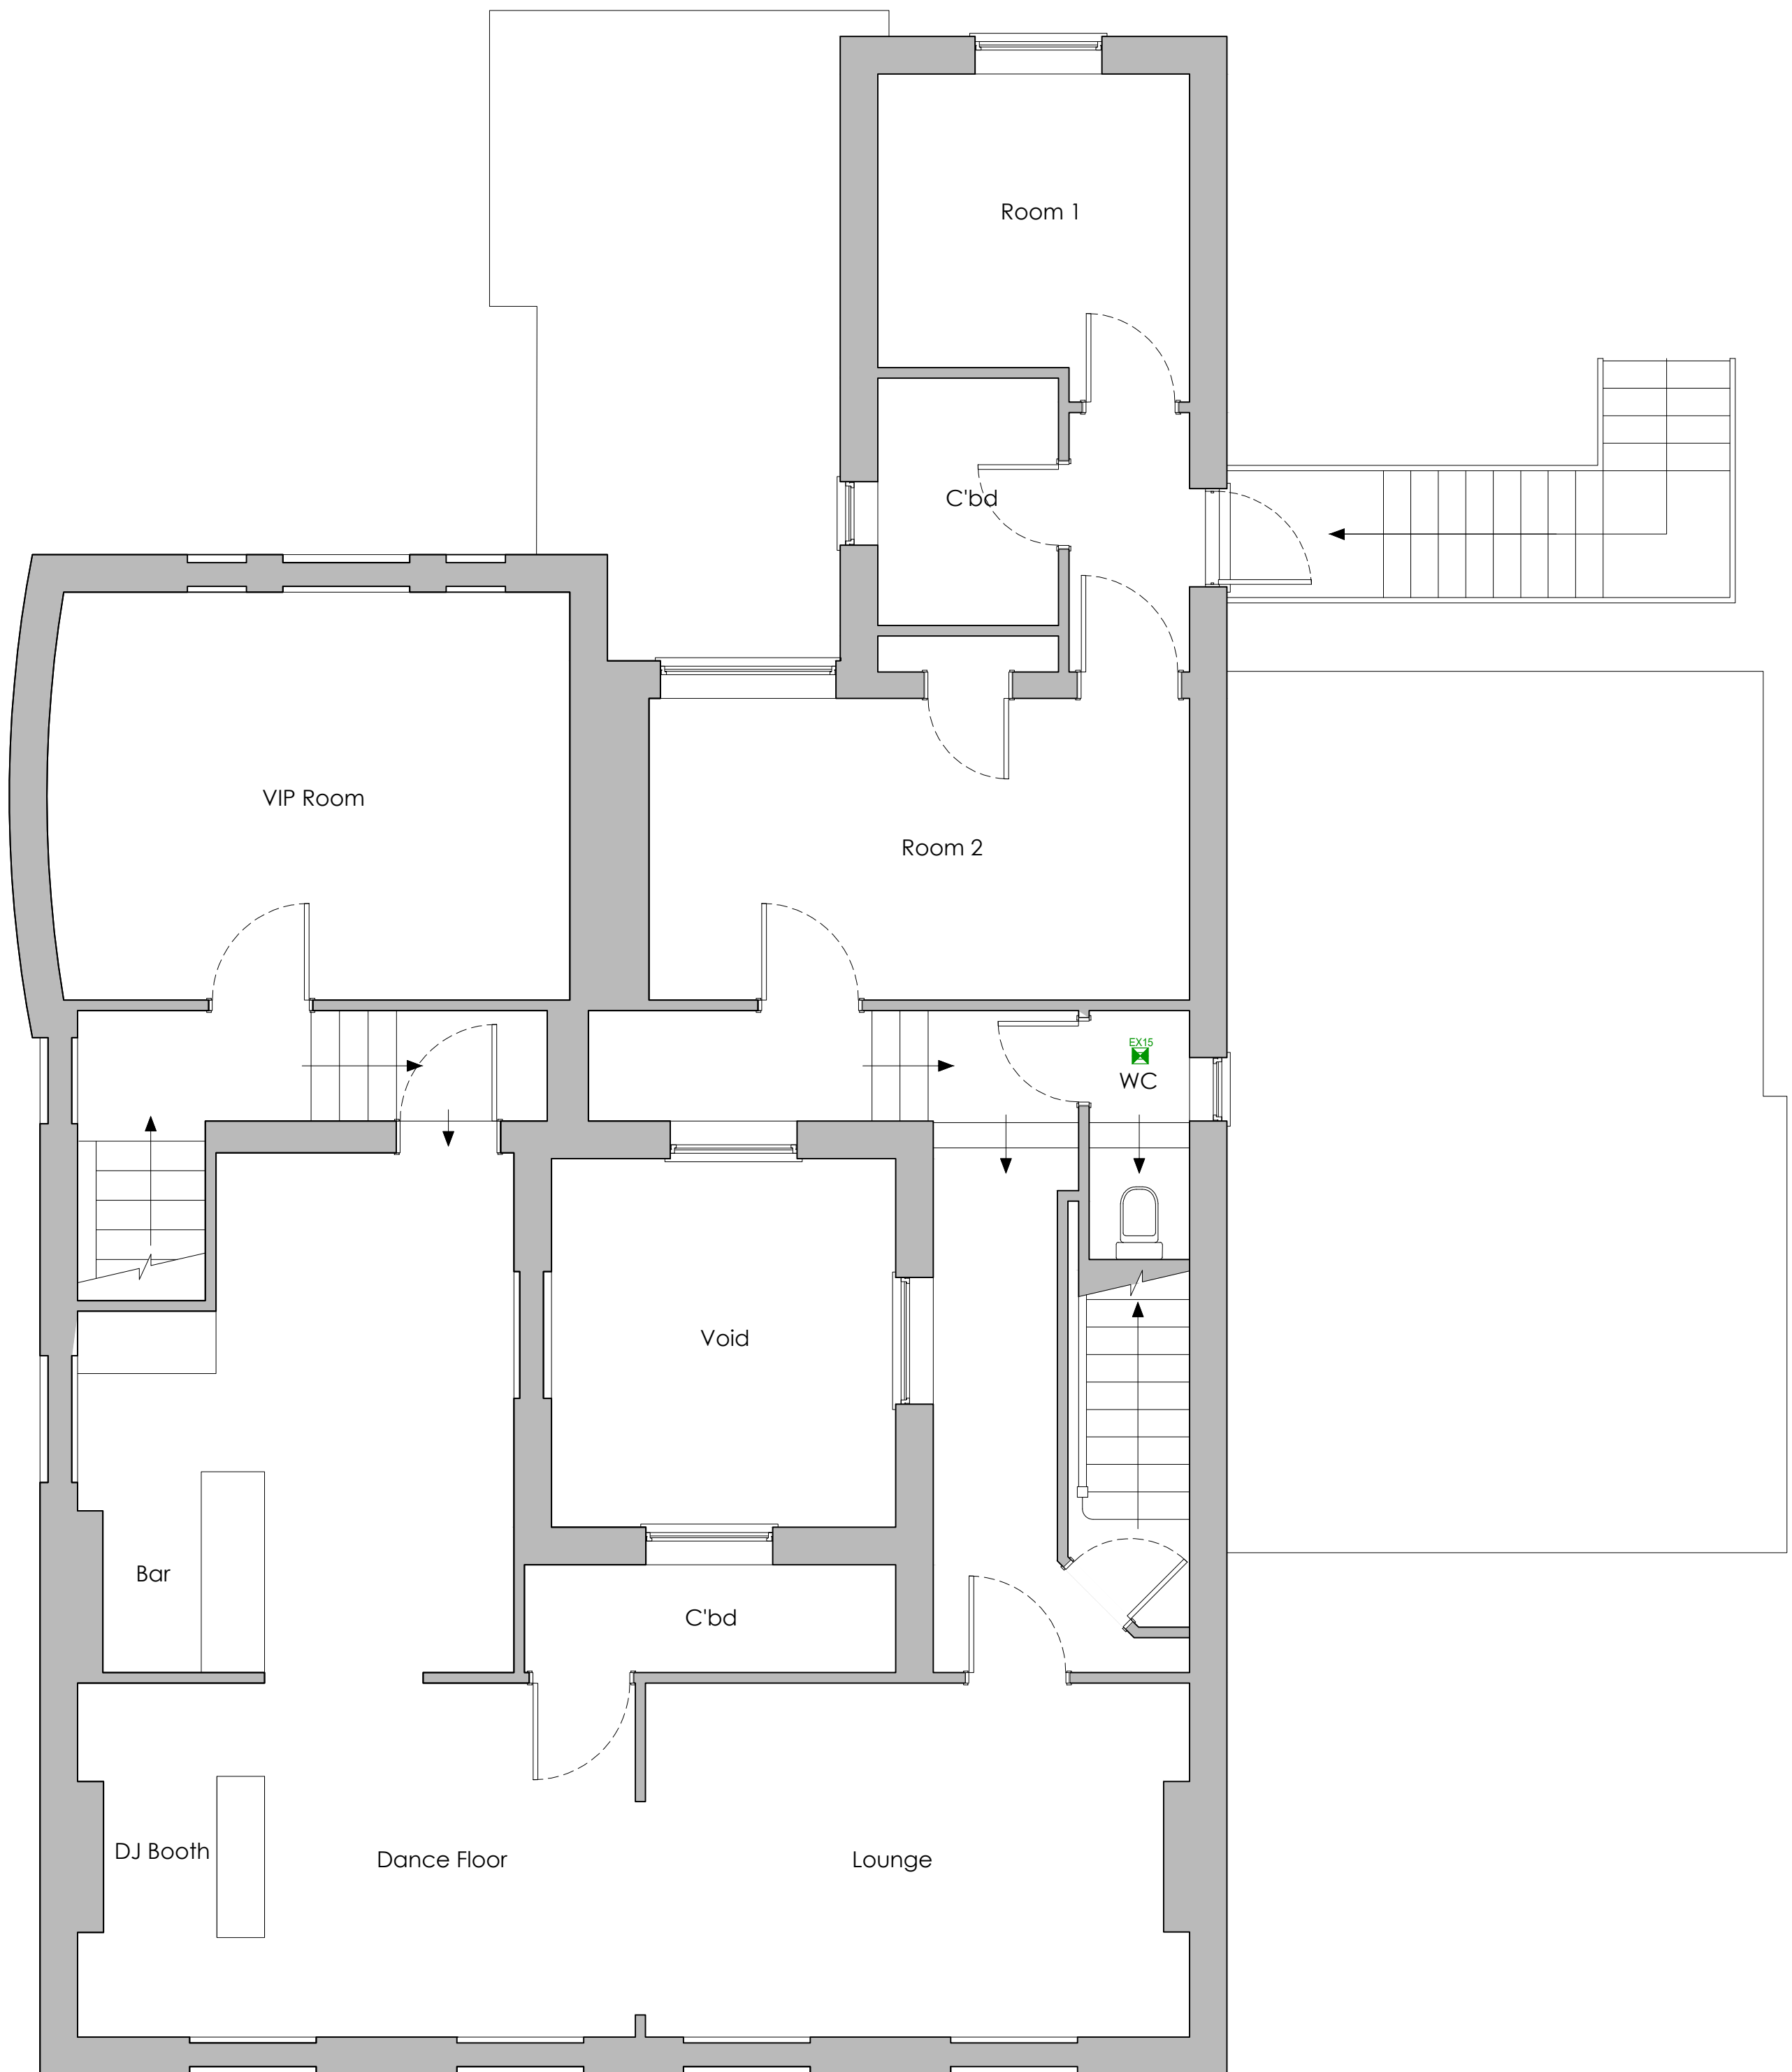 Room 1
C'bd
VIP Room
Room 2
EX15
WC
Void
Bar
C'bd
DJ Booth
Dance Floor
Lounge